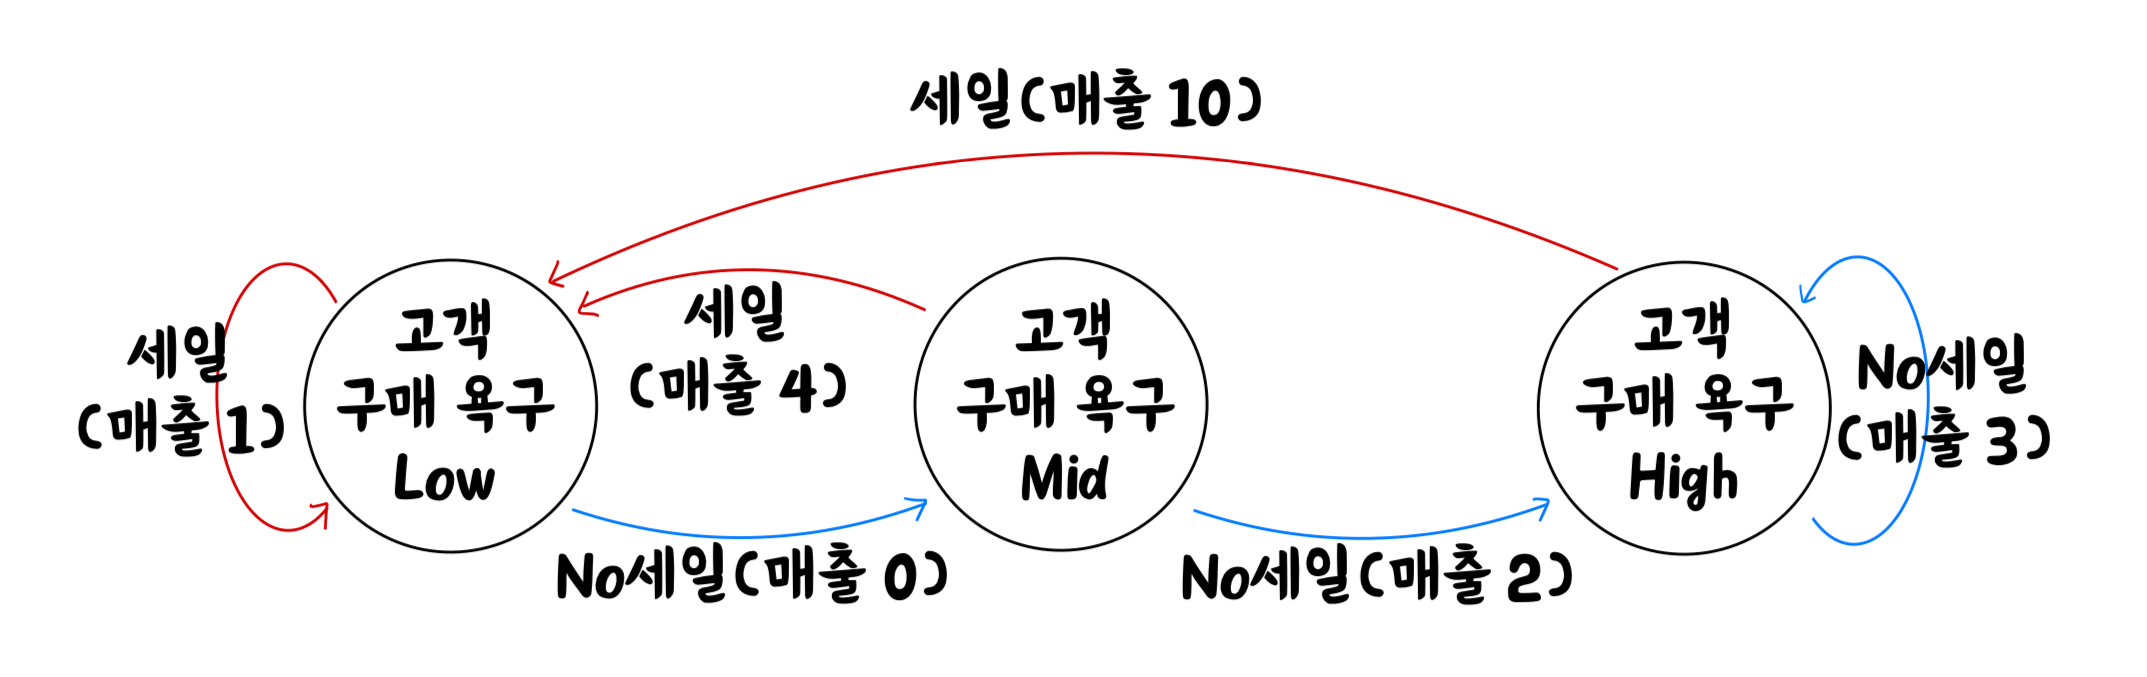 세일(매출 10)
세일
(매출 1)
고객
구매 욕구
Low
세일
(매출 4)
고객
구매 욕구
Mid
고객
구매 욕구
High
No세일
(매출 3)
No세일(매출 0)
No세일(매출 2)